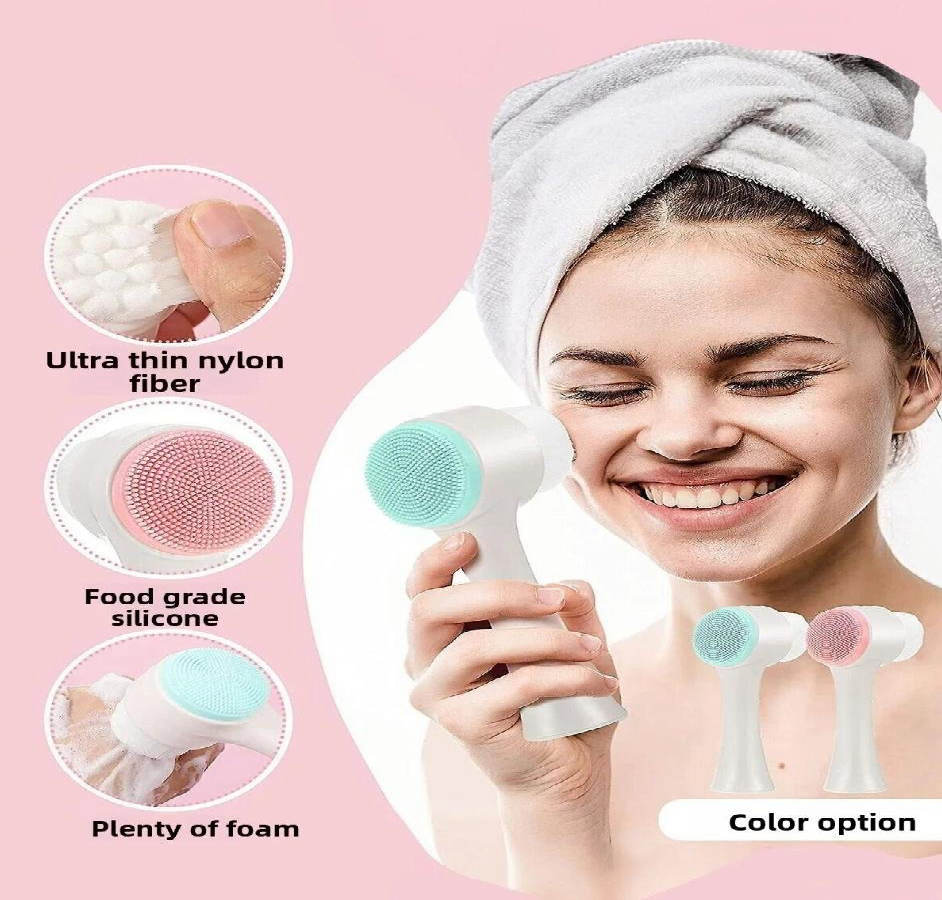 Ultra thin nylon
fiber
Food grade
silicone
Plenty of foam
Color option